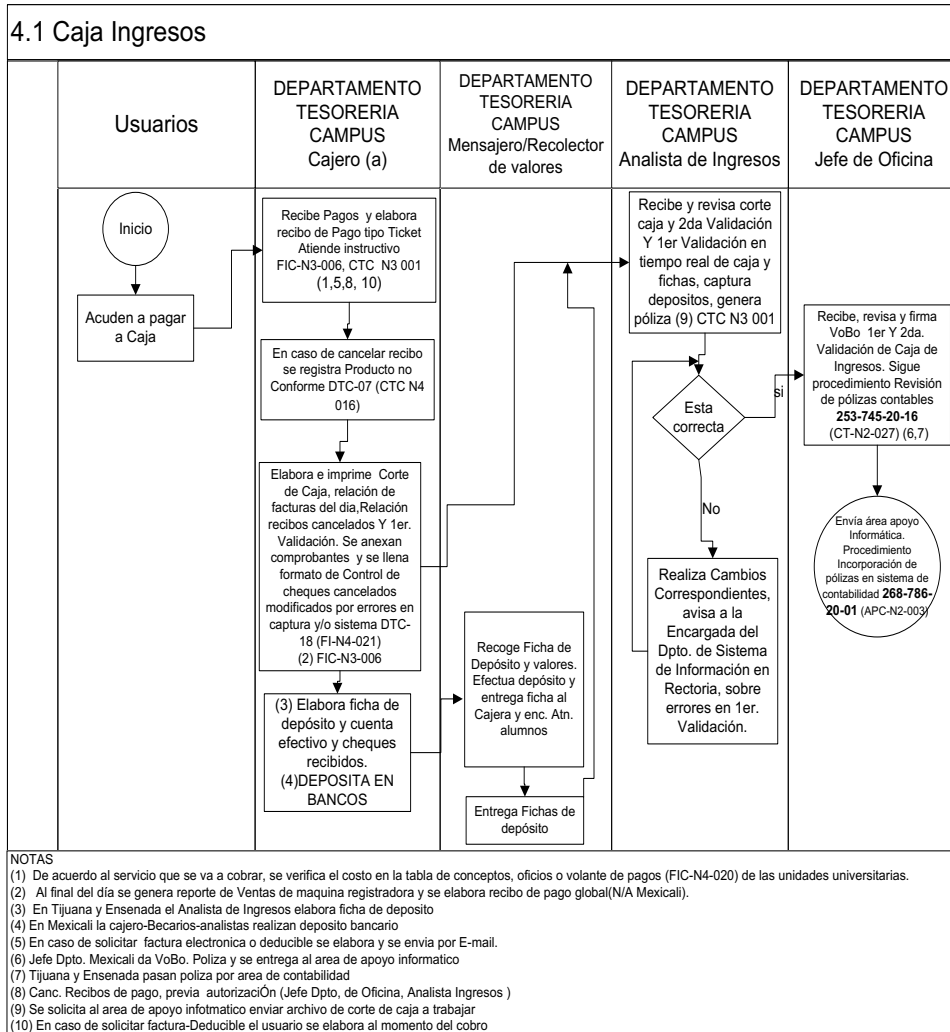 4.1 Caja Ingresos
Usuarios
DEPARTAMENTO
TESORERIA
CAMPUS
Cajero (a)
DEPARTAMENTO
TESORERIA
CAMPUS
Mensajero/Recolector
de valores
DEPARTAMENTO
TESORERIA
CAMPUS
Analista de Ingresos
DEPARTAMENTO
TESORERIA
CAMPUS
Jefe de Oficina
Inicio
Acuden a pagar
a Caja
Recibe Pagos y elabora
recibo de Pago tipo Ticket
Atiende instructivo
FIC-N3-006, CTC N3 001
(1,5,8, 10)
En caso de cancelar recibo
se registra Producto no
Conforme DTC-07 (CTC N4
016)
Elabora e imprime Corte
de Caja, relación de
facturas del dia,Relación
recibos cancelados Y 1er.
Validación. Se anexan
comprobantes y se llena
formato de Control de
cheques cancelados
modificados por errores en
captura y/o sistema DTC-
18 (FI-N4-021)
(2) FIC-N3-006
(3) Elabora ficha de
depósito y cuenta
efectivo y cheques
recibidos.
(4)DEPOSITA EN
BANCOS
Recoge Ficha de
Depósito y valores.
Efectua depósito y
entrega ficha al
Cajera y enc. Atn.
alumnos
Entrega Fichas de
depósito
Recibe y revisa corte
caja y 2da Validación
Y 1er Validación en
tiempo real de caja y
fichas, captura
depositos, genera
póliza (9) CTC N3 001
Esta
correcta
si
No
Realiza Cambios
Correspondientes,
avisa a la
Encargada del
Dpto. de Sistema
de Información en
Rectoria, sobre
errores en 1er.
Validación.
Recibe, revisa y firma
VoBo 1er Y 2da.
Validación de Caja de
Ingresos. Sigue
procedimiento Revisión
de pólizas contables
253-745-20-16
(CT-N2-027) (6,7)
Envía área apoyo
Informática.
Procedimiento
Incorporación de
pólizas en sistema de
contabilidad 268-786-
20-01 (APC-N2-003)
NOTAS
(1) De acuerdo al servicio que se va a cobrar, se verifica el costo en la tabla de conceptos, oficios o volante de pagos (FIC-N4-020) de las unidades universitarias.
(2) Al final del día se genera reporte de Ventas de maquina registradora y se elabora recibo de pago global(N/A Mexicali).
(3) En Tijuana y Ensenada el Analista de Ingresos elabora ficha de deposito
(4) En Mexicali la cajero-Becarios-analistas realizan deposito bancario
(5) En caso de solicitar factura electronica o deducible se elabora y se envia por E-mail.
(6) Jefe Dpto. Mexicali da VoBo. Poliza y se entrega al area de apoyo informatico
(7) Tijuana y Ensenada pasan poliza por area de contabilidad
(8) Canc. Recibos de pago, previa autorizaciÓn (Jefe Dpto, de Oficina, Analista Ingresos )
(9) Se solicita al area de apoyo infotmatico enviar archivo de corte de caja a trabajar
(10) En caso de solicitar factura-Deducible el usuario se elabora al momento del cobro